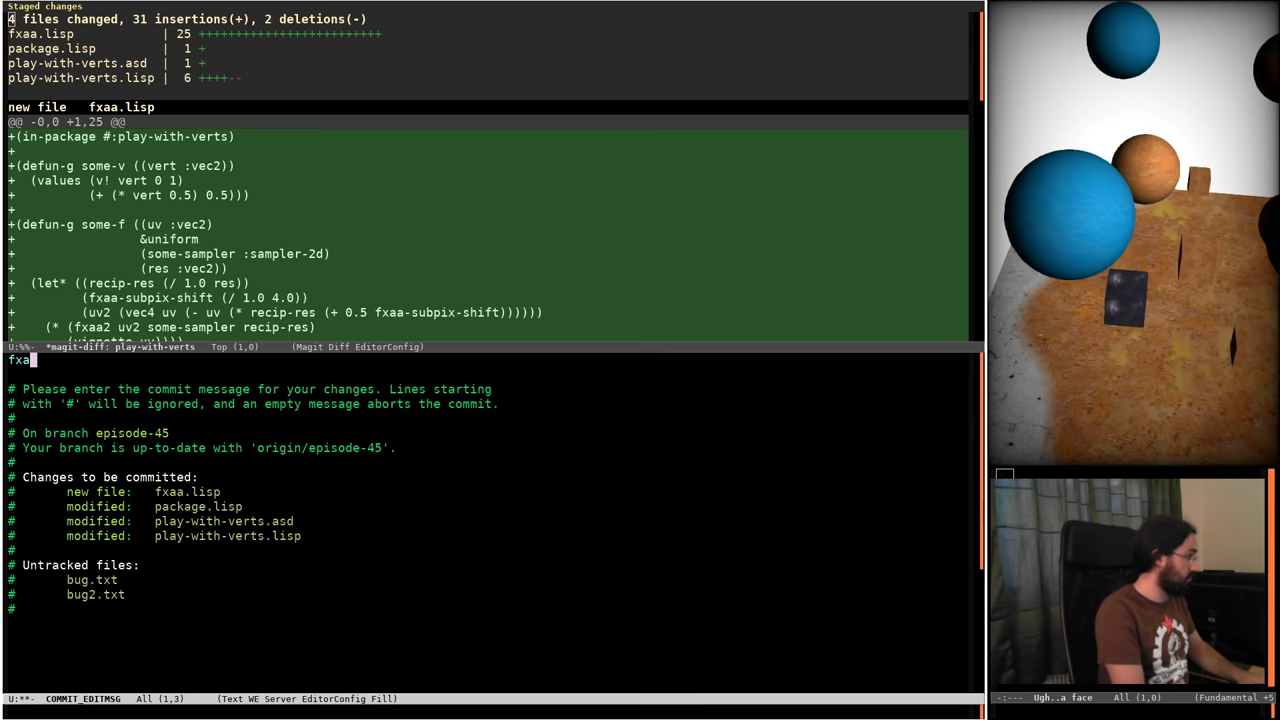 Staged changes
4 files changed, 31 insertions(+), 2 deletions(-)
fxaa.lisp            | 25 +++++++++++++++++++++++++
package.lisp         |  1 +
play-with-verts.asd  |  1 +
play-with-verts.lisp |  6 ++++--
new file   fxaa.lisp
@@ -0,0 +1,25 @@
+(in-package #:play-with-verts)
+
+(defun-g some-v ((vert :vec2))
+  (values (v! vert 0 1)
+          (+ (* vert 0.5) 0.5)))
+
+(defun-g some-f ((uv :vec2)
+                 &uniform
+                 (some-sampler :sampler-2d)
+                 (res :vec2))
+  (let* ((recip-res (/ 1.0 res))
+         (fxaa-subpix-shift (/ 1.0 4.0))
+         (uv2 (vec4 uv (- uv (* recip-res (+ 0.5 fxaa-subpix-shift))))))
+    (* (fxaa2 uv2 some-sampler recip-res)
+       (vignette uv))))
U:%%-  *magit-diff: play-with-verts   Top (1,0)      (Magit Diff EditorConfig)
fxa
# Please enter the commit message for your changes. Lines starting
# with '#' will be ignored, and an empty message aborts the commit.
#
# On branch episode-45
# Your branch is up-to-date with 'origin/episode-45'.
#
# Changes to be committed:
#       new file:   fxaa.lisp
#       modified:   package.lisp
#       modified:   play-with-verts.asd
#       modified:   play-with-verts.lisp
#
# Untracked files:
#       bug.txt
#       bug2.txt
#
U:**-  COMMIT_EDITMSG   All (1,3)      (Text WE Server EditorConfig Fill)
-:---  Ugh..a face    All (1,0)     (Fundamental +5